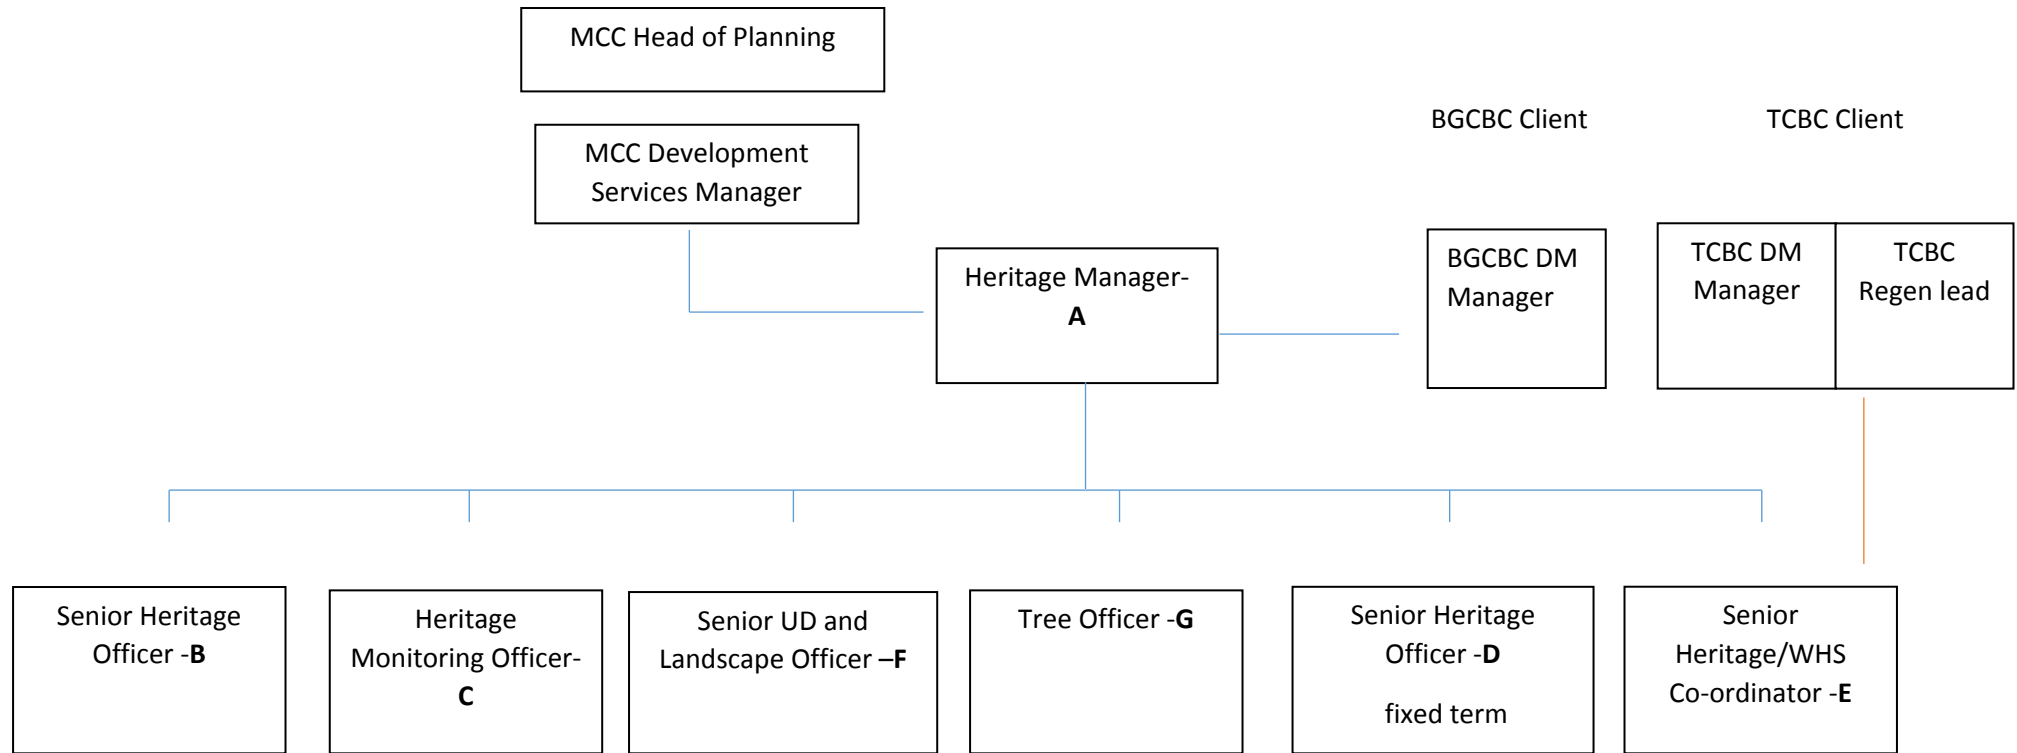 MCC Head of Planning
BGCBC Client
TCBC Client
MCC Development
Services Manager
Heritage Manager-
A
BGCBC DM
Manager
TCBC DM
Manager
TCBC
Regen lead
Senior Heritage
Officer -B
Heritage
Monitoring Officer-
C
Senior UD and
Landscape Officer –F
Tree Officer -G
Senior Heritage
Officer -D
fixed term
Senior
Heritage/WHS
Co-ordinator -E